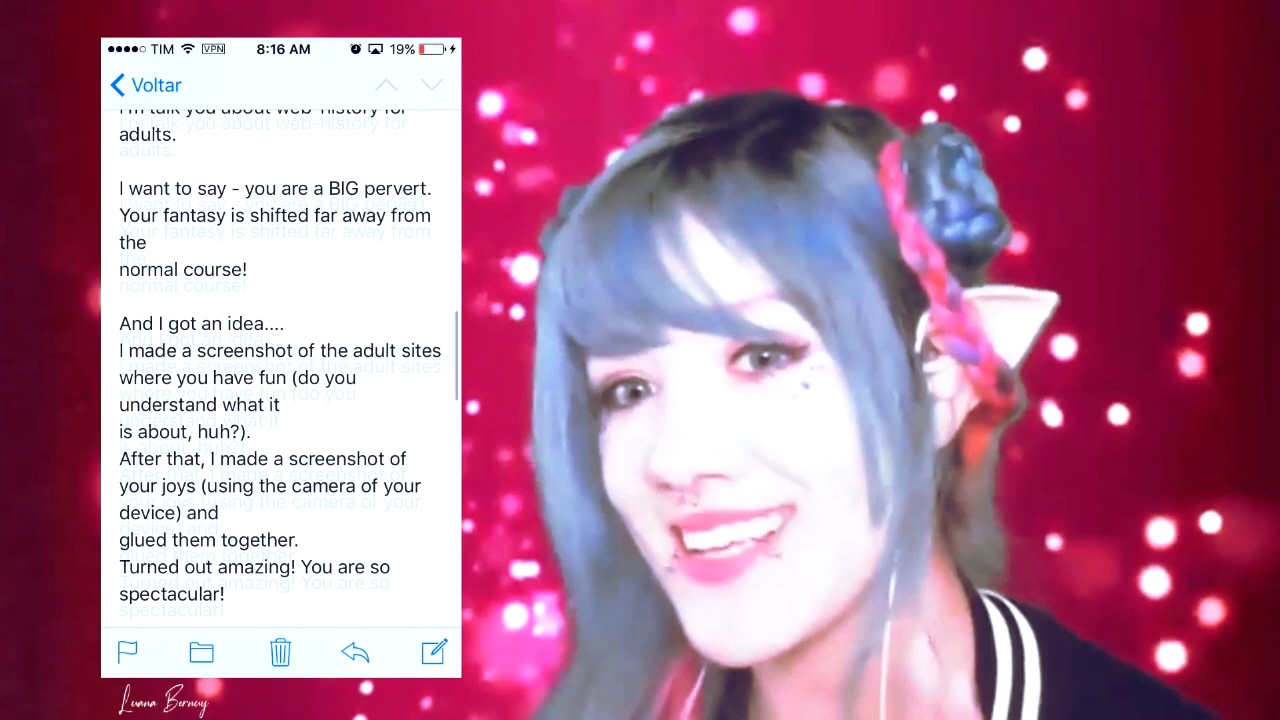 TIM VPN 8:16 AM 19%
Voltar
I'm talk you about web-history for
adults.
I want to say - you are a BIG pervert.
Your fantasy is shifted far away from
the
normal course!
And I got an idea....
I made a screenshot of the adult sites
where you have fun (do you
understand what it
is about, huh?).
After that, I made a screenshot of
your joys (using the camera of your
device) and
glued them together.
Turned out amazing! You are so
spectacular!
Luana Bernuy